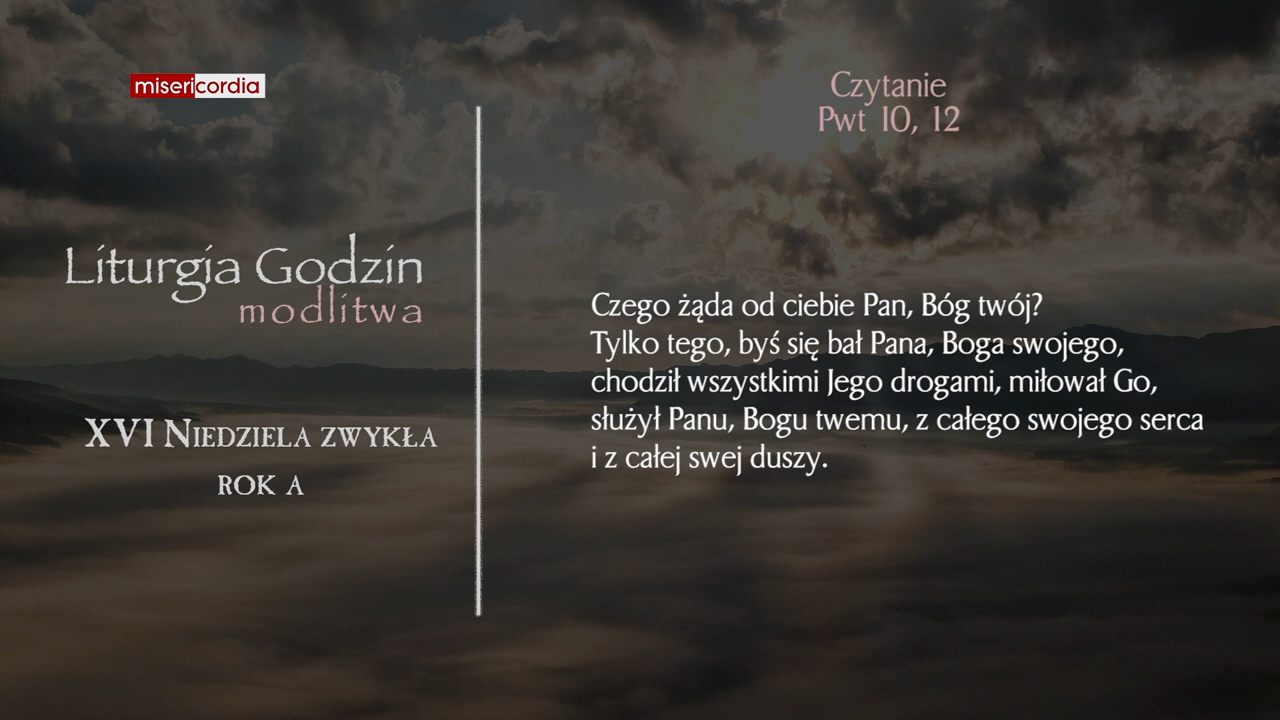 misericordia
Liturgia Godzin
modlitwa
XVI Niedziela zwykła
rok A
Czytanie
Pwt 10, 12
Czego żąda od ciebie Pan, Bóg twój?
Tylko tego, byś się bał Pana, Boga swojego,
chodził wszystkimi Jego drogami, miłował Go,
służył Panu, Bogu twemu, z całego swojego serca
i z całej swej duszy.